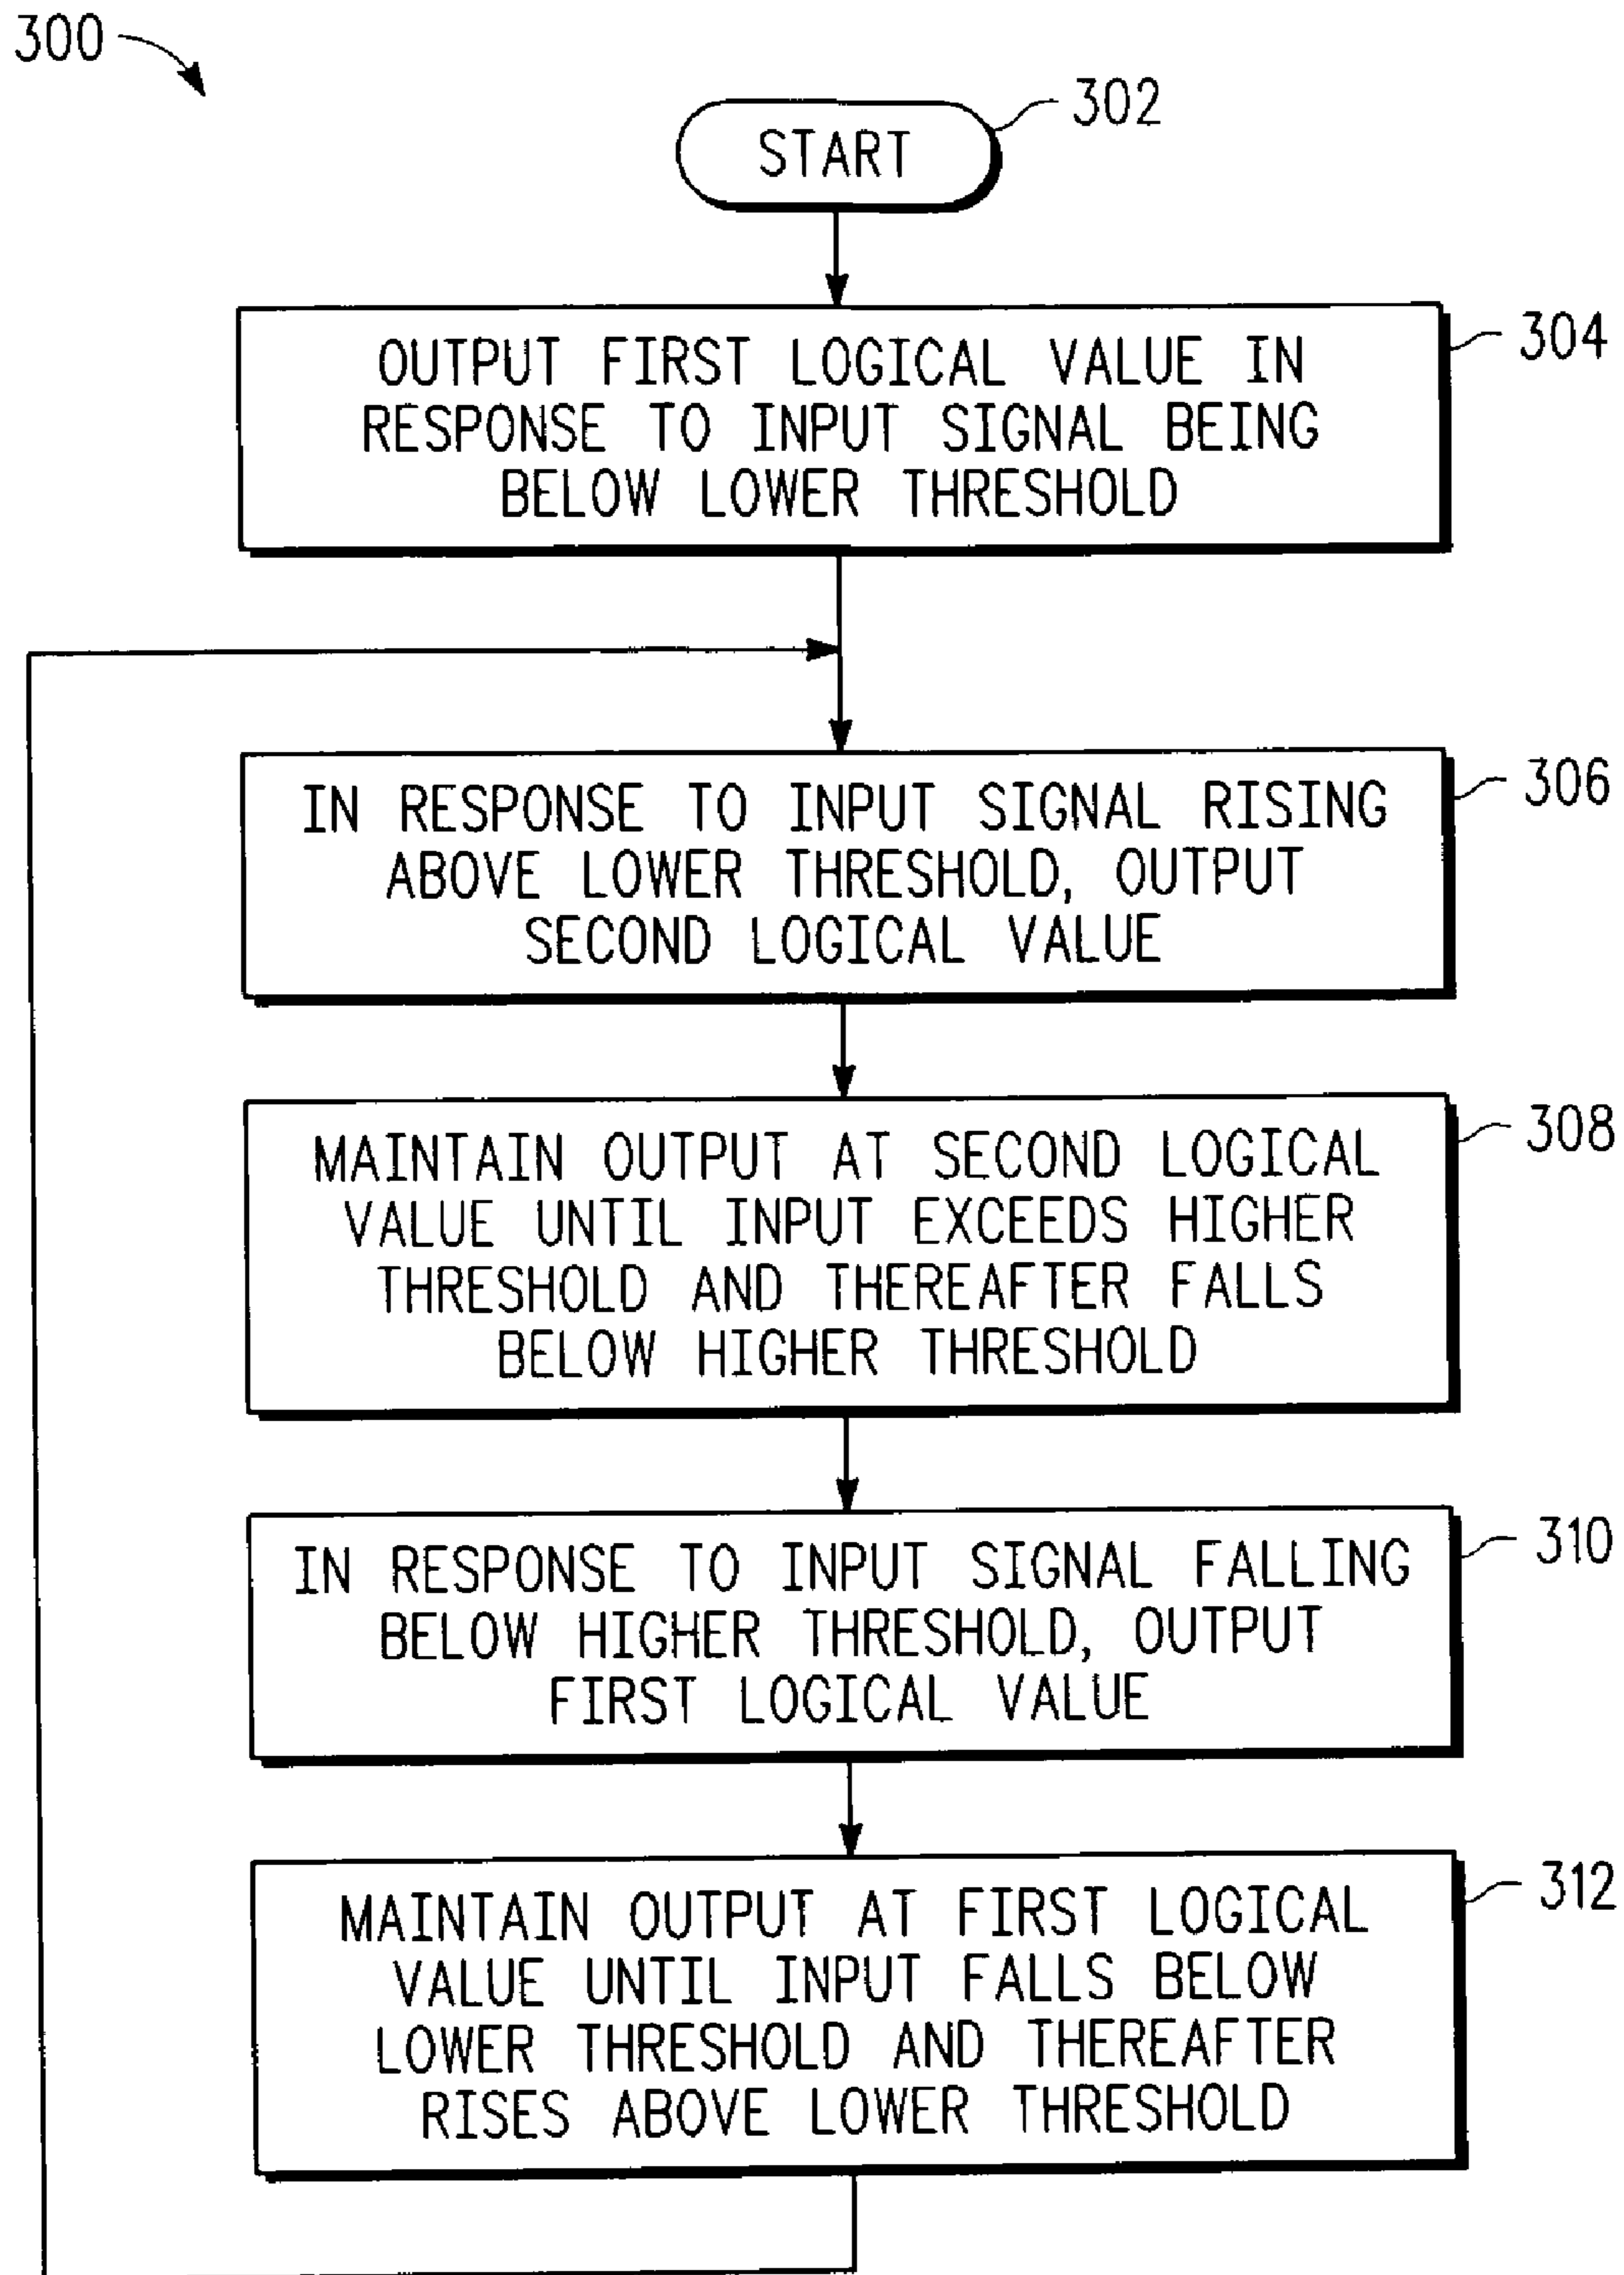 300
START
302
OUTPUT FIRST LOGICAL VALUE IN
RESPONSE TO INPUT SIGNAL BEING
BELOW LOWER THRESHOLD
304
IN RESPONSE TO INPUT SIGNAL RISING
ABOVE LOWER THRESHOLD, OUTPUT
SECOND LOGICAL VALUE
306
MAINTAIN OUTPUT AT SECOND LOGICAL
VALUE UNTIL INPUT EXCEEDS HIGHER
THRESHOLD AND THEREAFTER FALLS
BELOW HIGHER THRESHOLD
308
IN RESPONSE TO INPUT SIGNAL FALLING
BELOW HIGHER THRESHOLD, OUTPUT
FIRST LOGICAL VALUE
310
MAINTAIN OUTPUT AT FIRST LOGICAL
VALUE UNTIL INPUT FALLS BELOW
LOWER THRESHOLD AND THEREAFTER
RISES ABOVE LOWER THRESHOLD
312